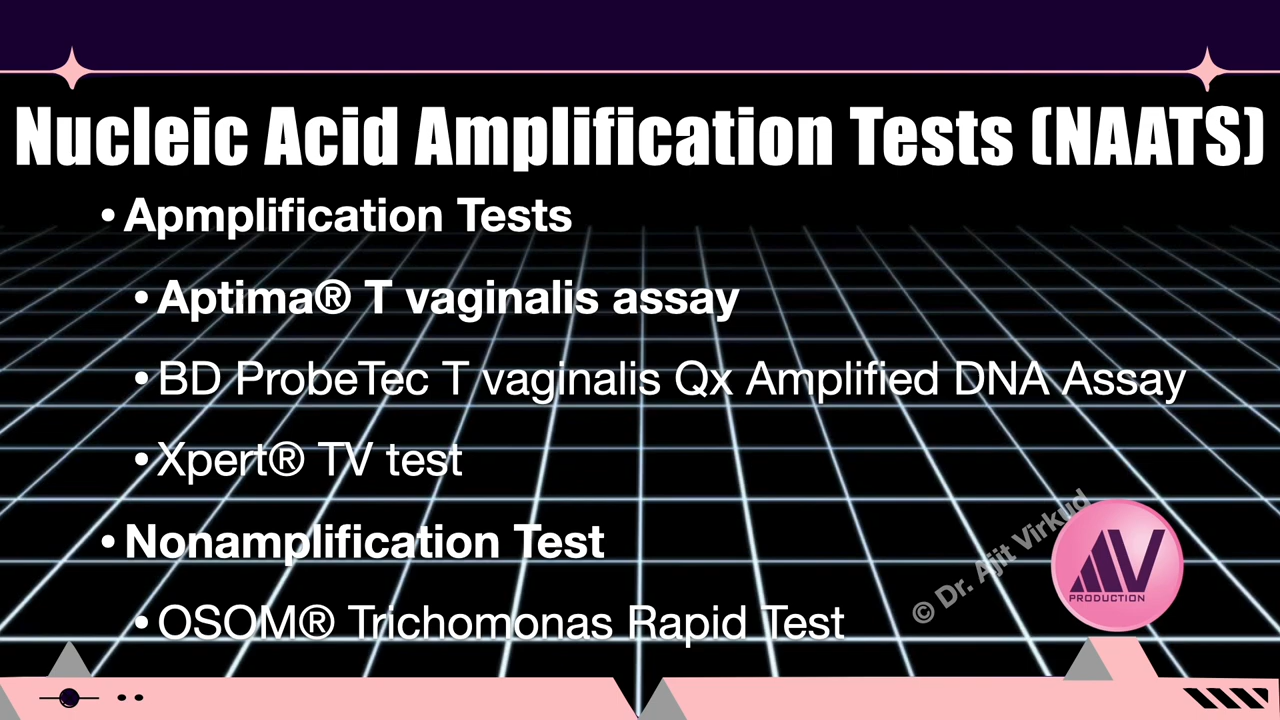 Nucleic Acid Amplification Tests (NAATS)
• Apmplification Tests
• Aptima® T vaginalis assay
• BD ProbeTec T vaginalis Qx Amplified DNA Assay
• Xpert® TV test
• Nonamplification Test
• OSOM® Trichomonas Rapid Test
© Dr. Ajit Virkud
AV
PRODUCTION